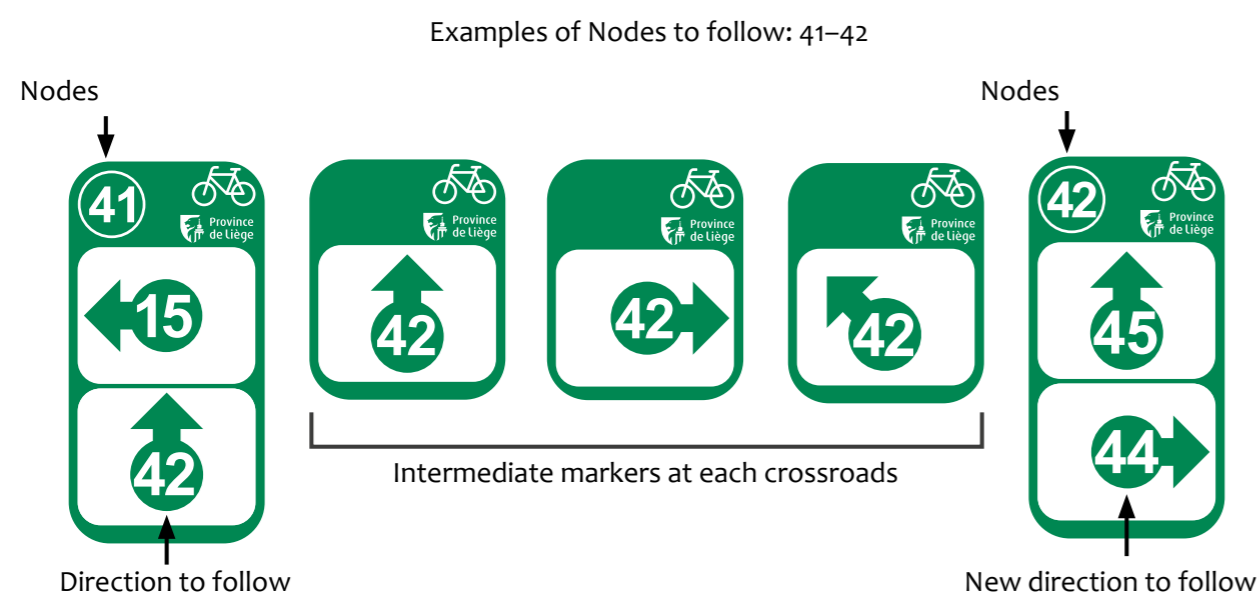 Examples of Nodes to follow: 41–42
Nodes
41
Province
de Liège
15
42
Direction to follow
Province
de Liège
42
Province
de Liège
42
Province
de Liège
42
Intermediate markers at each crossroads
Nodes
42
Province
de Liège
45
44
New direction to follow